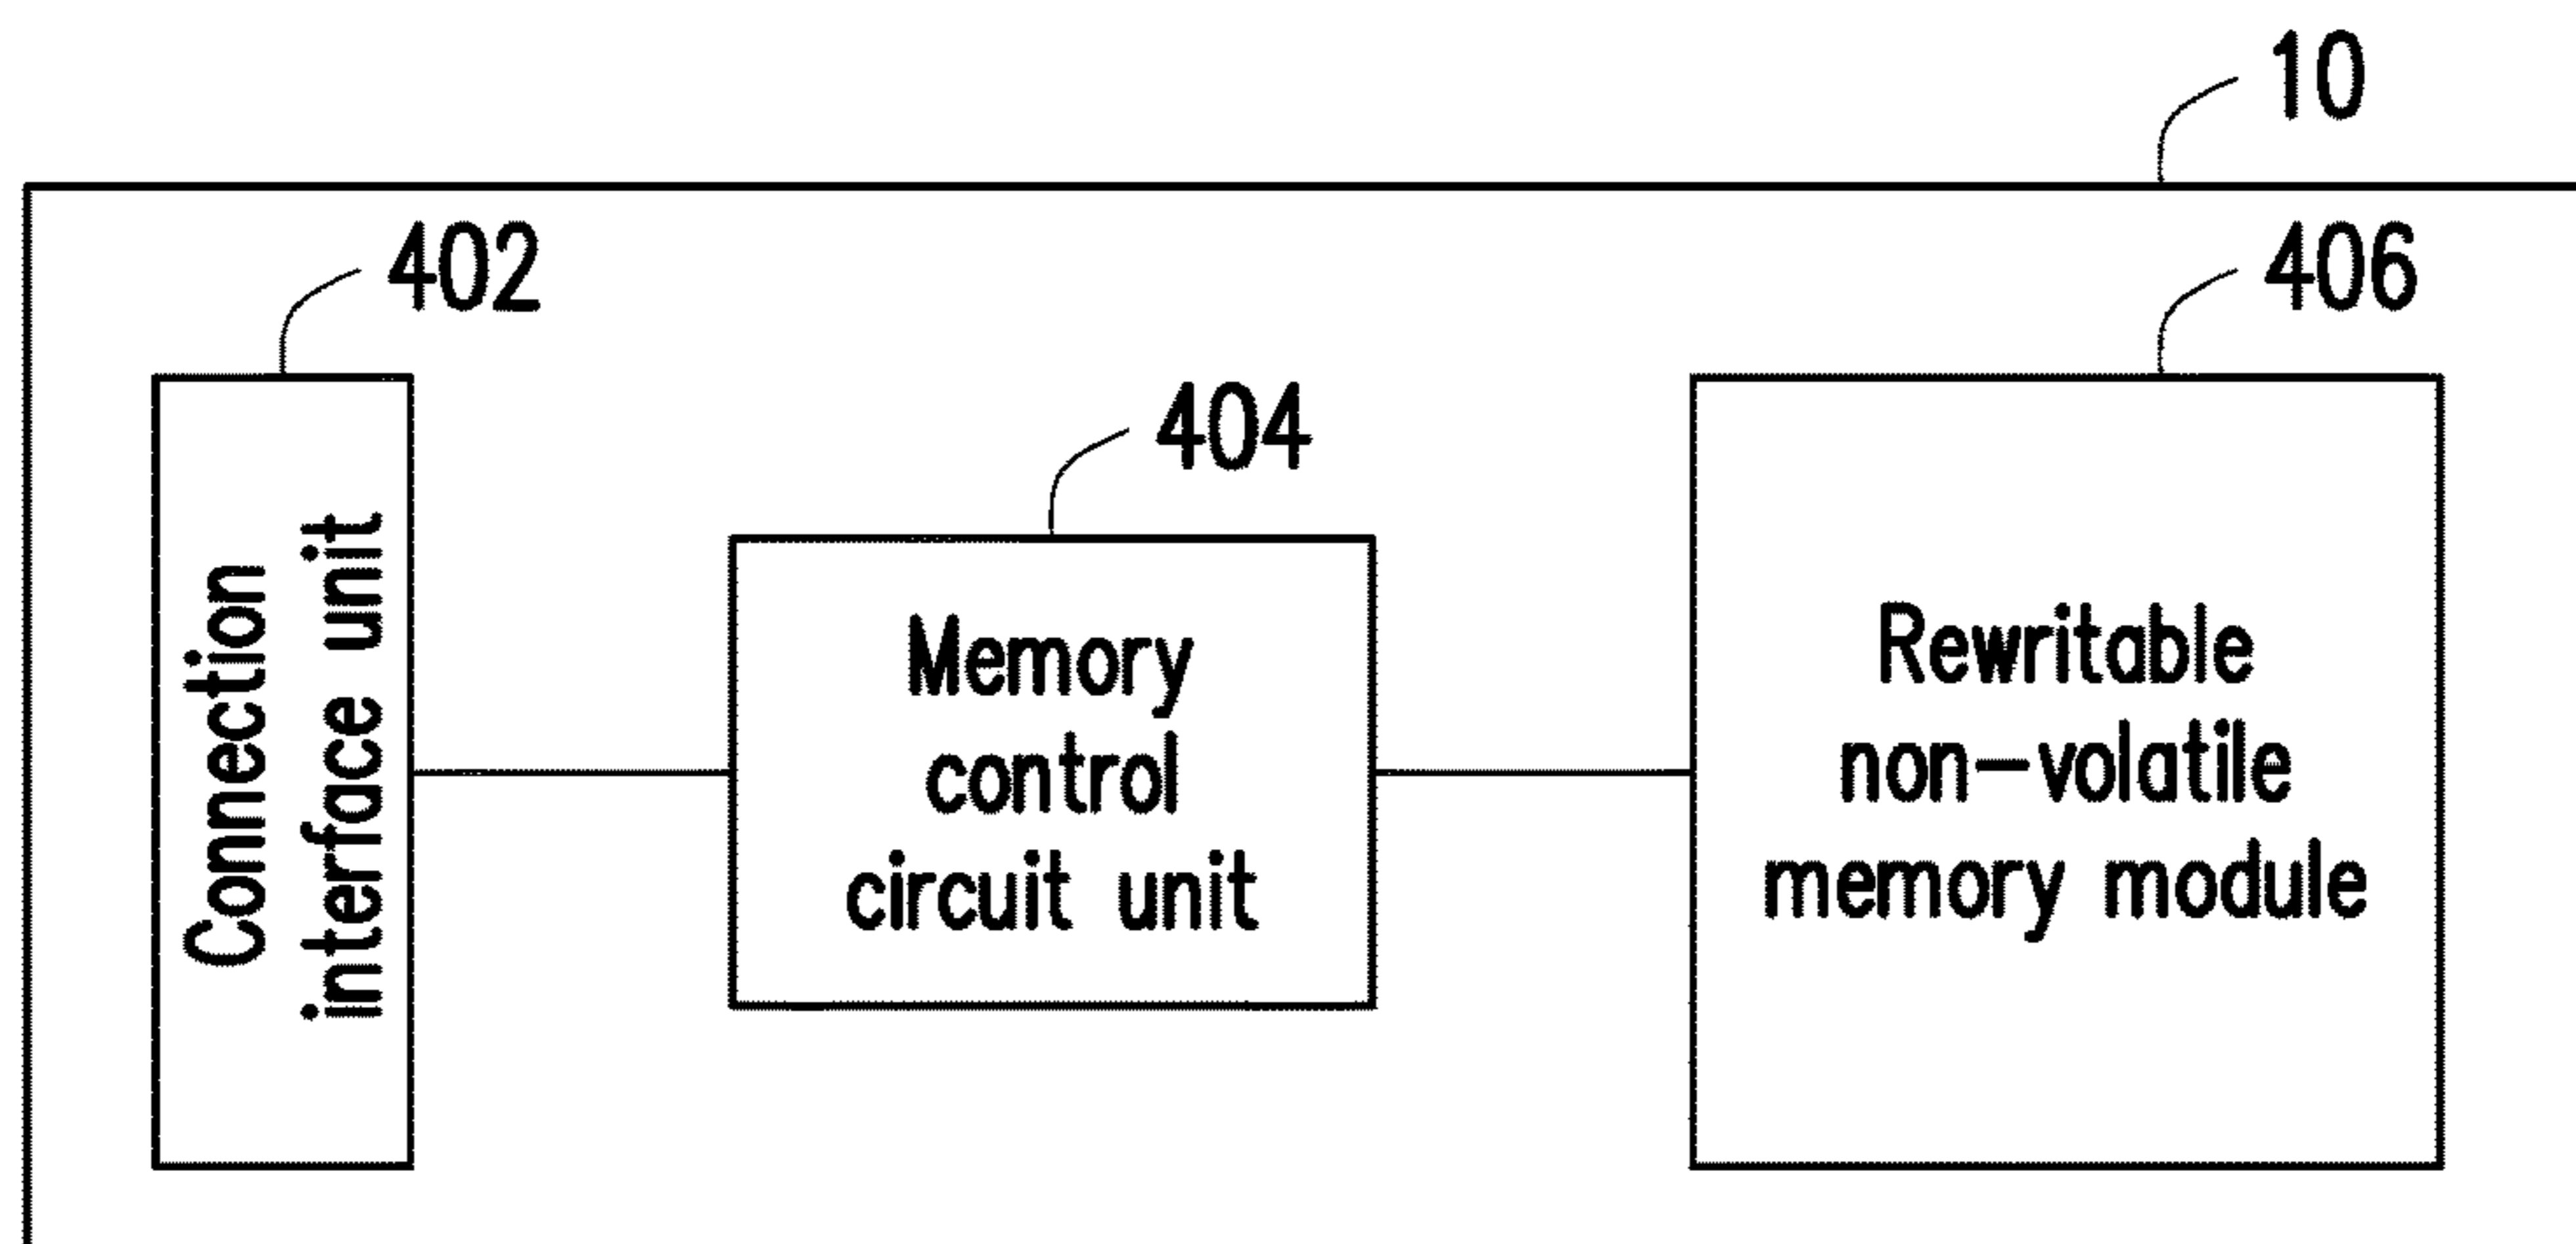 10
402
406
404
Connection
interface unit
Memory
control
circuit unit
Rewritable
non-volatile
memory module